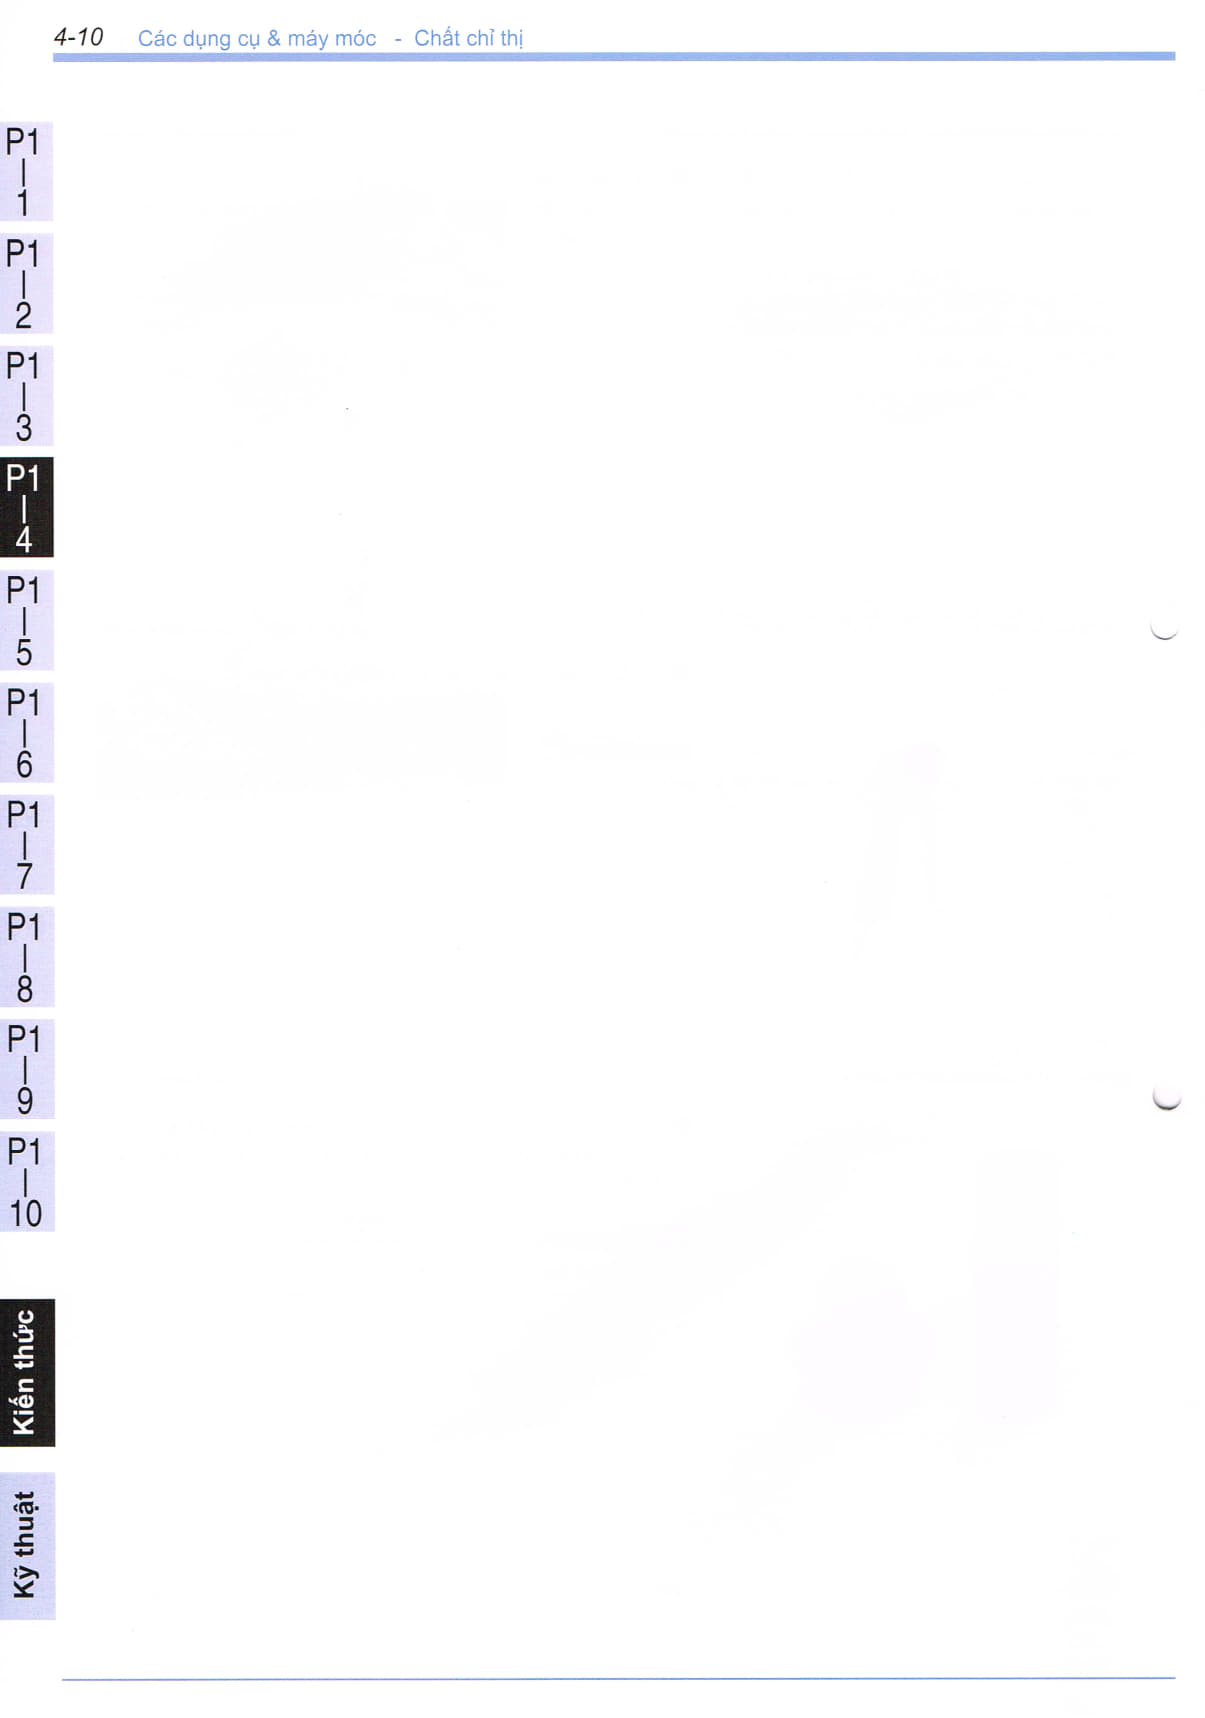 4-10 Các dụng cụ & máy móc - Chất chỉ thị
P1
1
P1
2
P1
3
P1
4
P1
5
P1
6
P1
7
P1
8
P1
9
P1
10
Kiến thức
Kỹ thuật